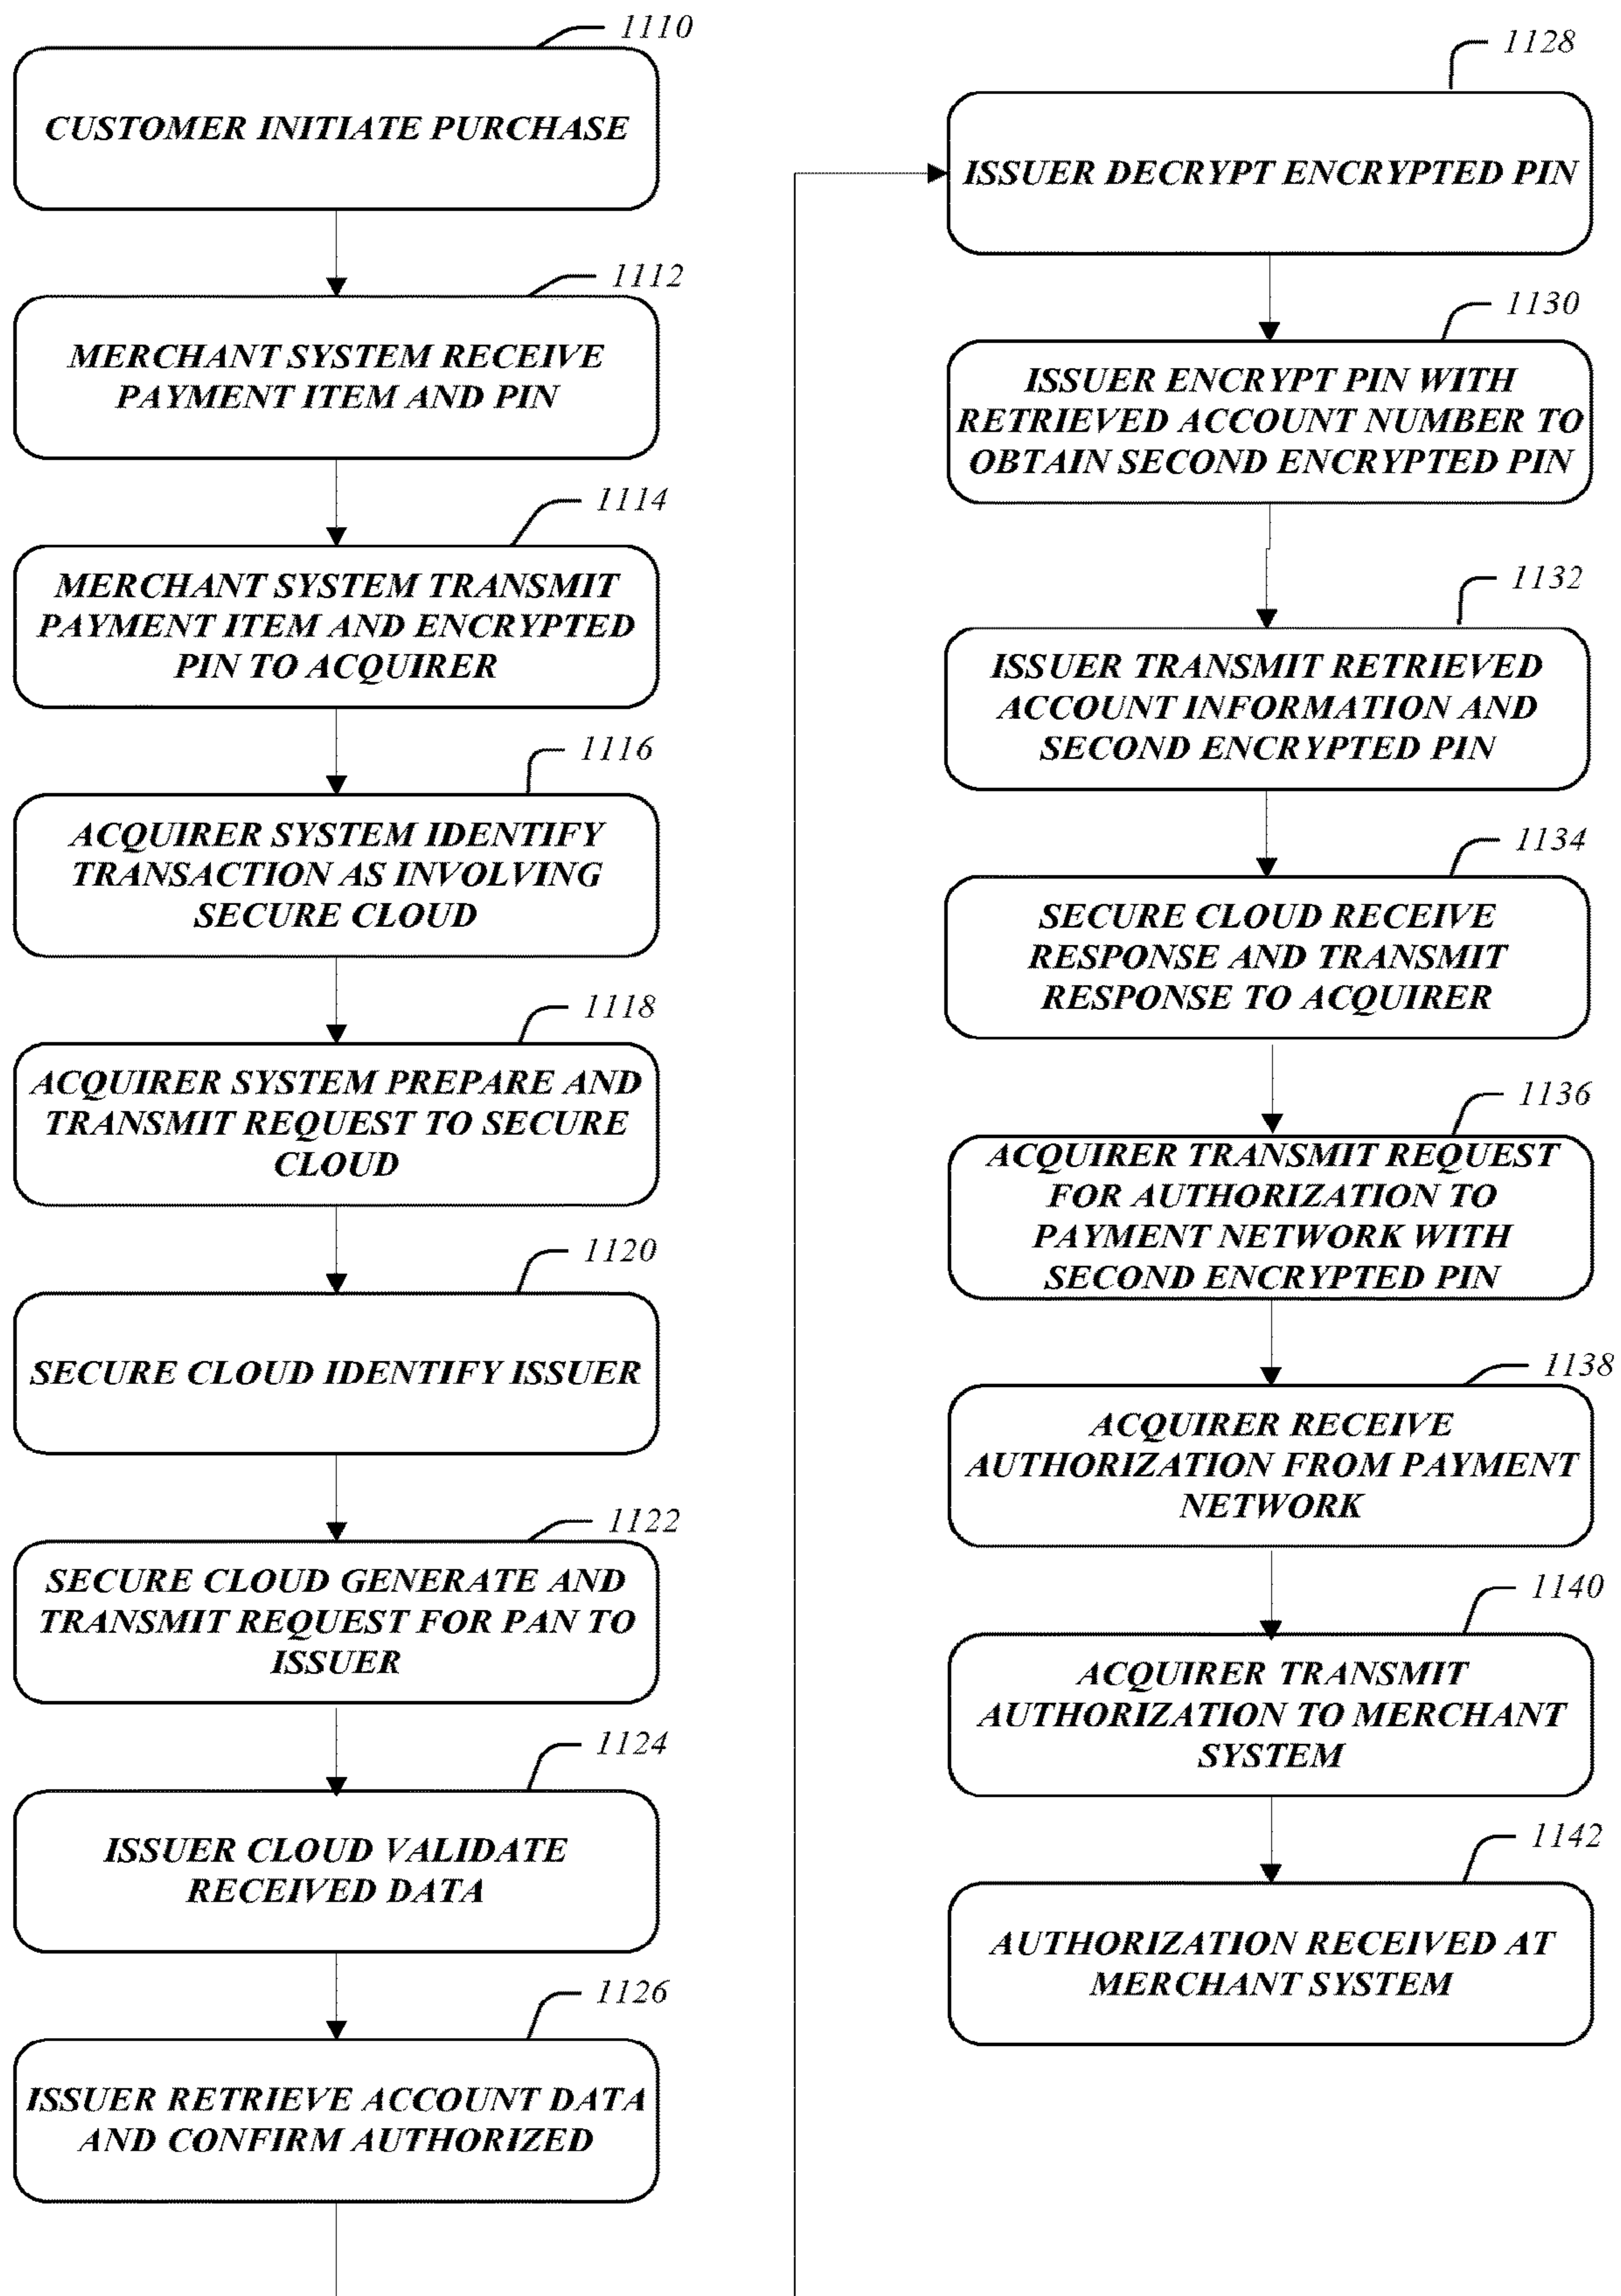 1110
CUSTOMER INITIATE PURCHASE
1112
MERCHANT SYSTEM RECEIVE
PAYMENT ITEM AND PIN
1114
MERCHANT SYSTEM TRANSMIT
PAYMENT ITEM AND ENCRYPTED
PIN TO ACQUIRER
1116
ACQUIRER SYSTEM IDENTIFY
TRANSACTION AS INVOLVING
SECURE CLOUD
1118
ACQUIRER SYSTEM PREPARE AND
TRANSMIT REQUEST TO SECURE
CLOUD
1120
SECURE CLOUD IDENTIFY ISSUER
1122
SECURE CLOUD GENERATE AND
TRANSMIT REQUEST FOR PAN TO
ISSUER
1124
ISSUER CLOUD VALIDATE
RECEIVED DATA
1126
ISSUER RETRIEVE ACCOUNT DATA
AND CONFIRM AUTHORIZED
1128
ISSUER DECRYPT ENCRYPTED PIN
1130
ISSUER ENCRYPT PIN WITH
RETRIEVED ACCOUNT NUMBER TO
OBTAIN SECOND ENCRYPTED PIN
1132
ISSUER TRANSMIT RETRIEVED
ACCOUNT INFORMATION AND
SECOND ENCRYPTED PIN
1134
SECURE CLOUD RECEIVE
RESPONSE AND TRANSMIT
RESPONSE TO ACQUIRER
1136
ACQUIRER TRANSMIT REQUEST
FOR AUTHORIZATION TO
PAYMENT NETWORK WITH
SECOND ENCRYPTED PIN
1138
ACQUIRER RECEIVE
AUTHORIZATION FROM PAYMENT
NETWORK
1140
ACQUIRER TRANSMIT
AUTHORIZATION TO MERCHANT
SYSTEM
1142
AUTHORIZATION RECEIVED AT
MERCHANT SYSTEM